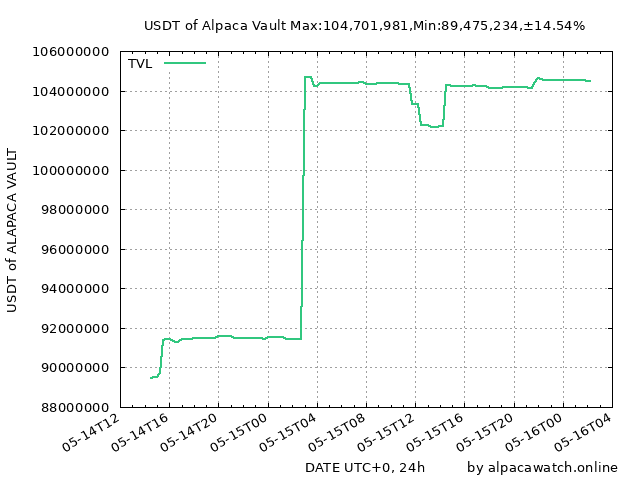 USDT of Alpaca Vault Max:104,701,981,Min:89,475,234,±14.54%
TVL
106000000
104000000
102000000
100000000
98000000
96000000
94000000
92000000
90000000
88000000
USDT of ALAPACA VAULT
05-14T12
05-14T16
05-14T20
05-15T00
05-15T04
05-15T08
05-15T12
05-15T16
05-15T20
05-16T00
05-16T04
DATE UTC+0, 24h
by alpacawatch.online